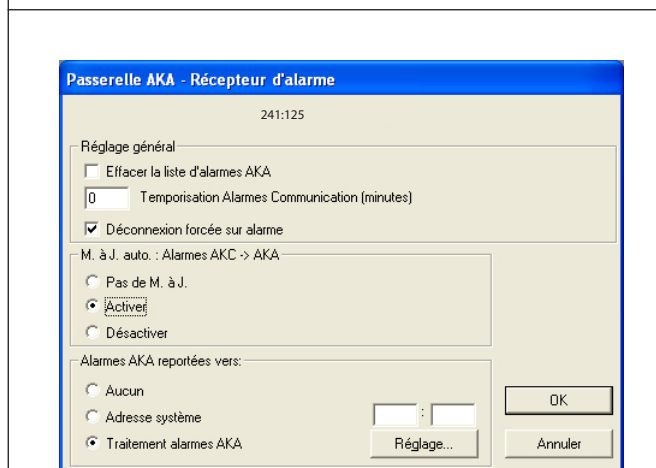 Passerelle AKA - Récepteur d'alarme
241:125
Réglage général
Effacer la liste d'alarmes AKA
0 Temporisation Alarmes Communication (minutes)
Déconnexion forcée sur alarme
M. à J. auto. : Alarmes AKC -> AKA
Pas de M. à J.
Activer
Désactiver
Alarmes AKA reportées vers:
Aucun
Adresse système :
Traitement alarmes AKA
Réglage...
OK
Annuler